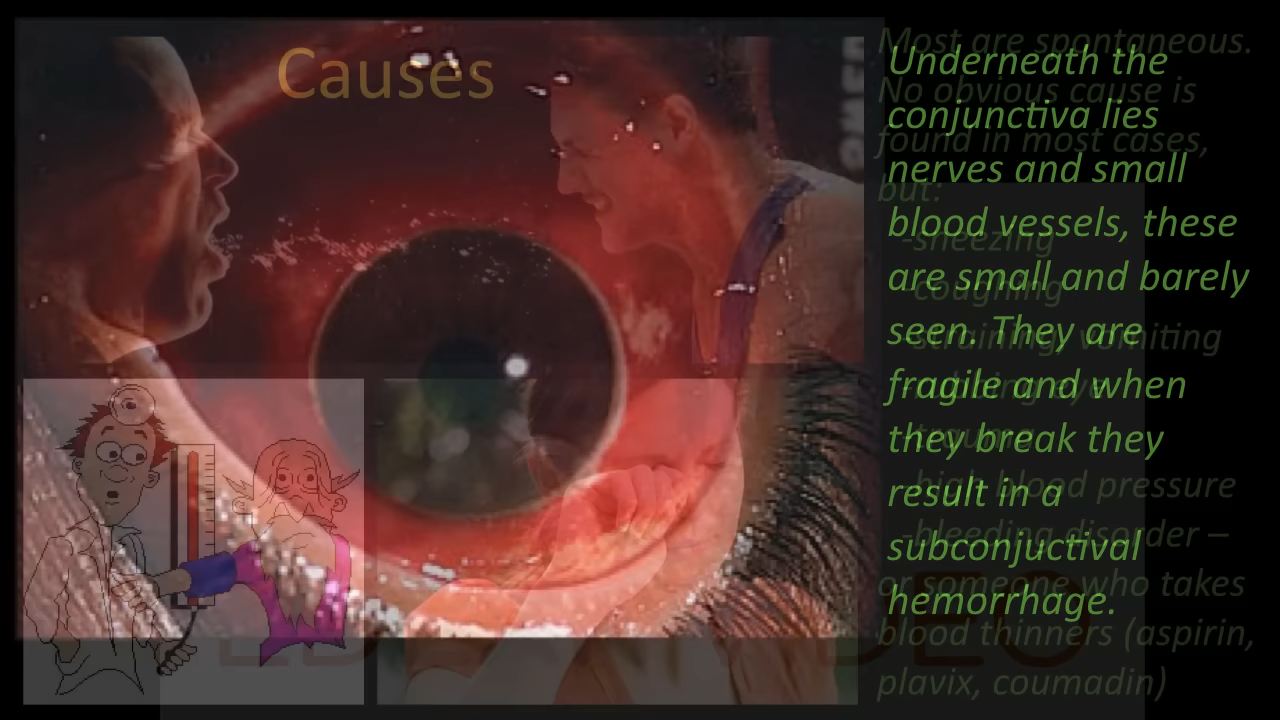 Causes
Underneath the
conjunctiva lies
nerves and small
blood vessels, these
are small and barely
seen. They are
fragile and when
they break they
result in a
subconjuctival
hemorrhage.
Most are spontaneous.
No obvious cause is
found in most cases,
but:
-sneezing
-coughing
-straining, vomiting
-rubbing eye
-trauma
-high blood pressure
-bleeding disorder –
or someone who takes
blood thinners (aspirin,
plavix, coumadin)